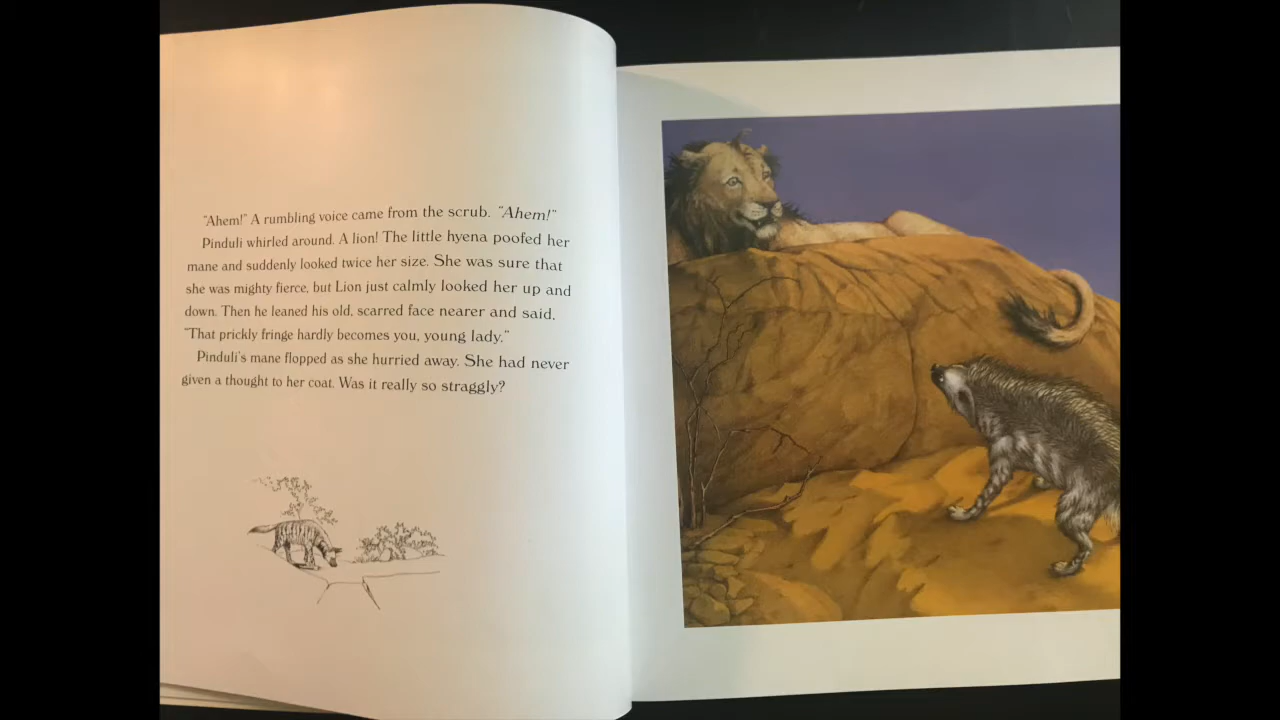 "Ahem!" A rumbling voice came from the scrub. "Ahem!"
Pinduli whirled around. A lion! The little hyena poofed her
mane and suddenly looked twice her size. She was sure that
she was mighty fierce, but Lion just calmly looked her up and
down. Then he leaned his old, scarred face nearer and said,
"That prickly fringe hardly becomes you, young lady."
Pinduli's mane flopped as she hurried away. She had never
given a thought to her coat. Was it really so straggly?